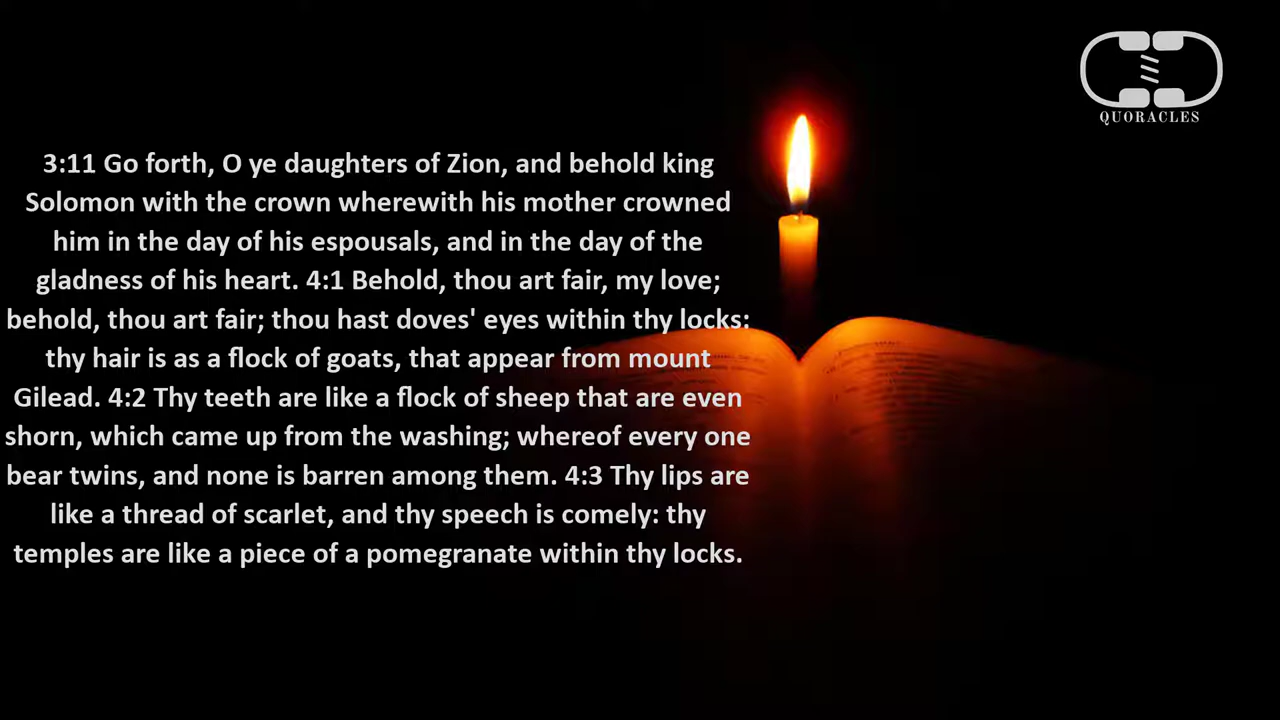 QUORACLES
3:11 Go forth, O ye daughters of Zion, and behold king
Solomon with the crown wherewith his mother crowned
him in the day of his espousals, and in the day of the
gladness of his heart. 4:1 Behold, thou art fair, my love;
behold, thou art fair; thou hast doves' eyes within thy locks:
thy hair is as a flock of goats, that appear from mount
Gilead. 4:2 Thy teeth are like a flock of sheep that are even
shorn, which came up from the washing; whereof every one
bear twins, and none is barren among them. 4:3 Thy lips are
like a thread of scarlet, and thy speech is comely: thy
temples are like a piece of a pomegranate within thy locks.